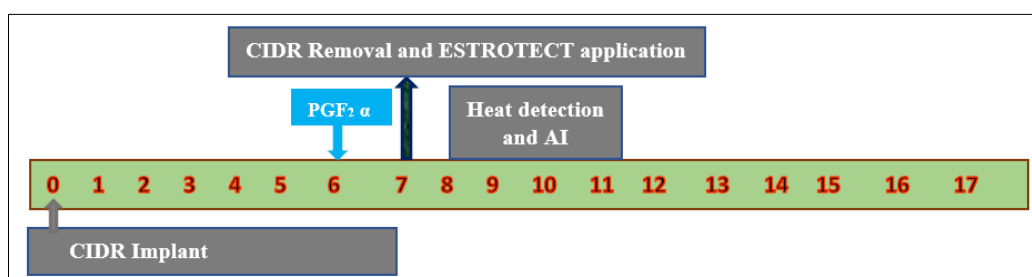 CIDR Removal and ESTROTECT application
PGF₂ α
Heat detection
and AI
0 1 2 3 4 5 6 7 8 9 10 11 12 13 14 15 16 17
CIDR Implant